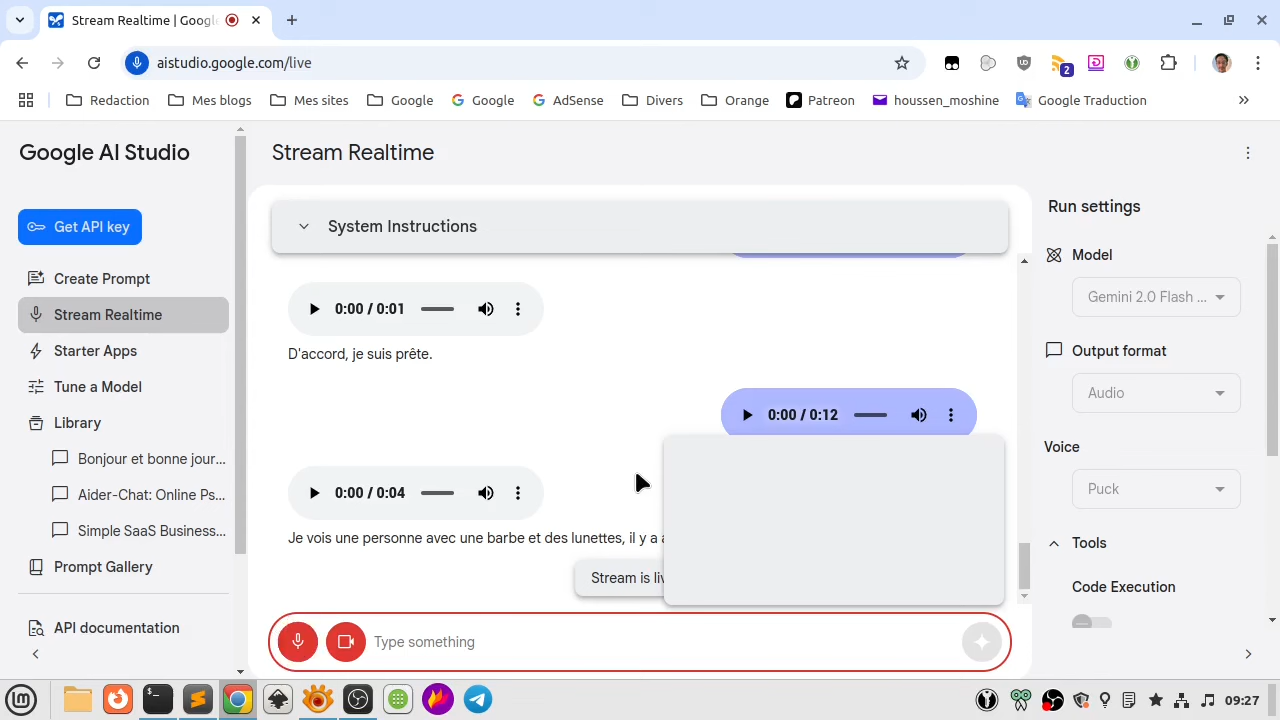 Stream Realtime | Googl
aistudio.google.com/live
2
Redaction
Mes blogs
Mes sites
Google
Google
AdSense
Divers
Orange
Patreon
houssen_moshine
Google Traduction
Google AI Studio
Get API key
Create Prompt
Stream Realtime
Starter Apps
Tune a Model
Library
Bonjour et bonne jour...
Aider-Chat: Online Ps...
Simple SaaS Business...
Prompt Gallery
API documentation
Stream Realtime
System Instructions
0:00 / 0:01
D'accord, je suis prête.
0:00 / 0:12
0:00 / 0:04
Je vois une personne avec une barbe et des lunettes, il y a
Stream is liv
Type something
Run settings
Model
Gemini 2.0 Flash ...
Output format
Audio
Voice
Puck
Tools
Code Execution
09:27